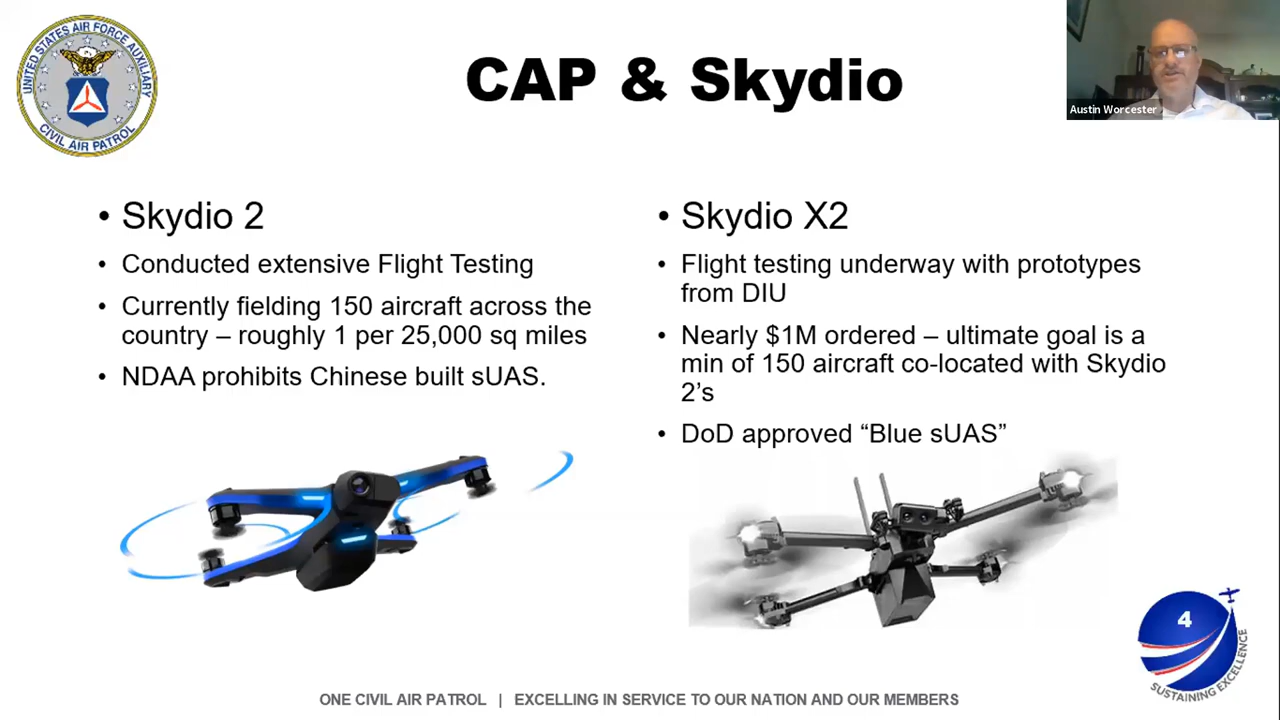 UNITED STATES AIR FORCE AUXILIARY
CIVIL AIR PATROL
CAP & Skydio
Austin Worcester
• Skydio 2
• Conducted extensive Flight Testing
• Currently fielding 150 aircraft across the
country – roughly 1 per 25,000 sq miles
• NDAA prohibits Chinese built sUAS.
• Skydio X2
• Flight testing underway with prototypes
from DIU
• Nearly $1M ordered – ultimate goal is a
min of 150 aircraft co-located with Skydio
2’s
• DoD approved “Blue sUAS”
4
SUSTAINING EXCELLENCE
ONE CIVIL AIR PATROL | EXCELLING IN SERVICE TO OUR NATION AND OUR MEMBERS